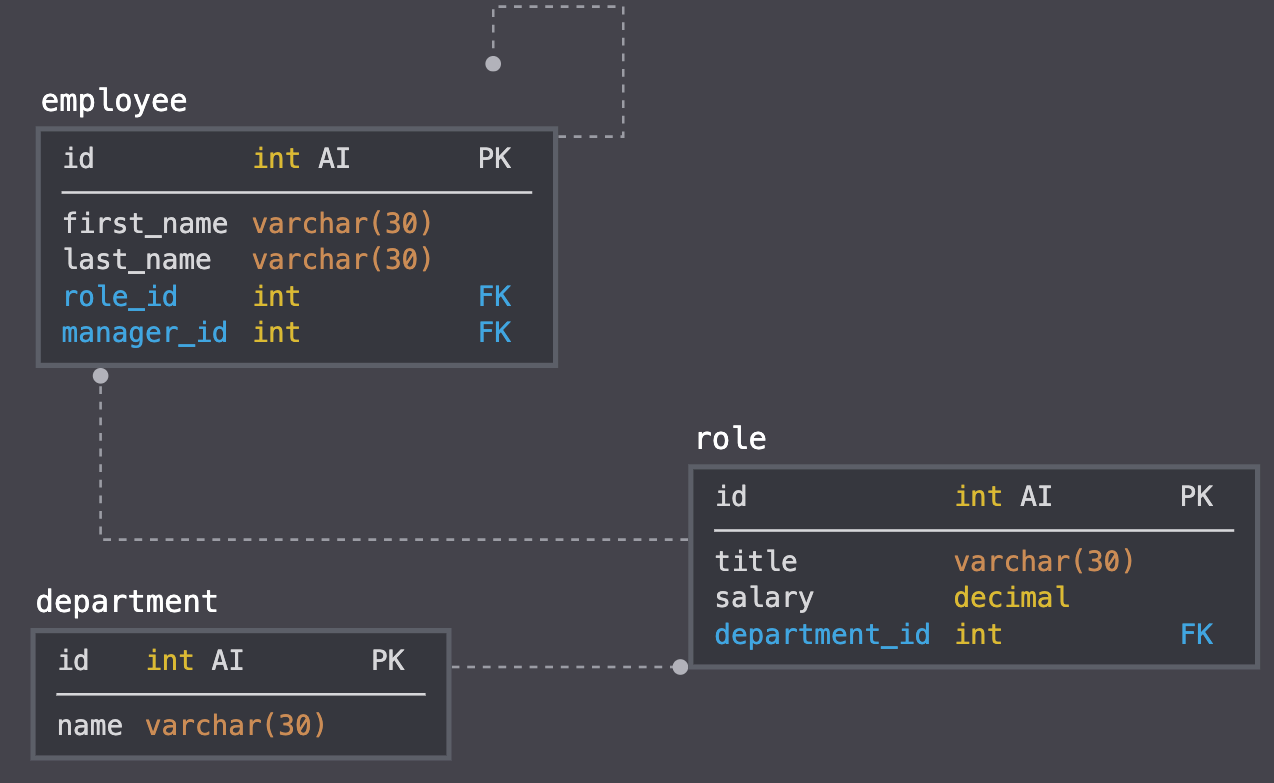 employee
id int AI PK
first_name varchar(30)
last_name varchar(30)
role_id int FK
manager_id int FK
role
id int AI PK
title varchar(30)
salary decimal
department_id int FK
department
id int AI PK
name varchar(30)